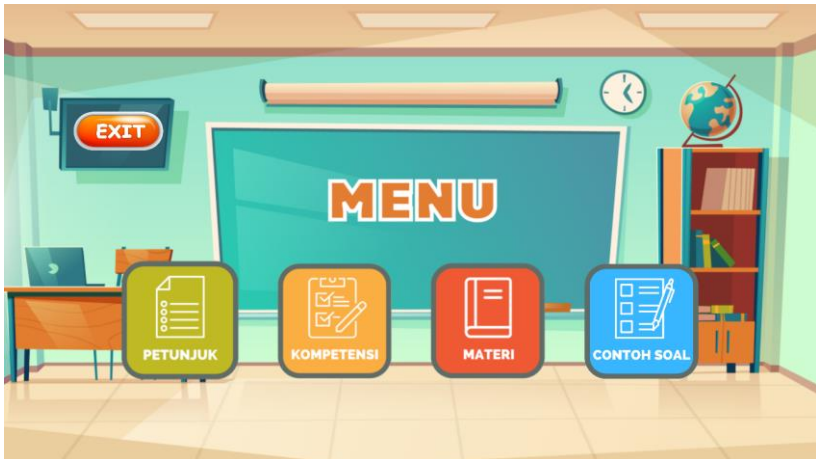 EXIT
MENU
PETUNJUK
KOMPETENSI
MATERI
CONTOH SOAL